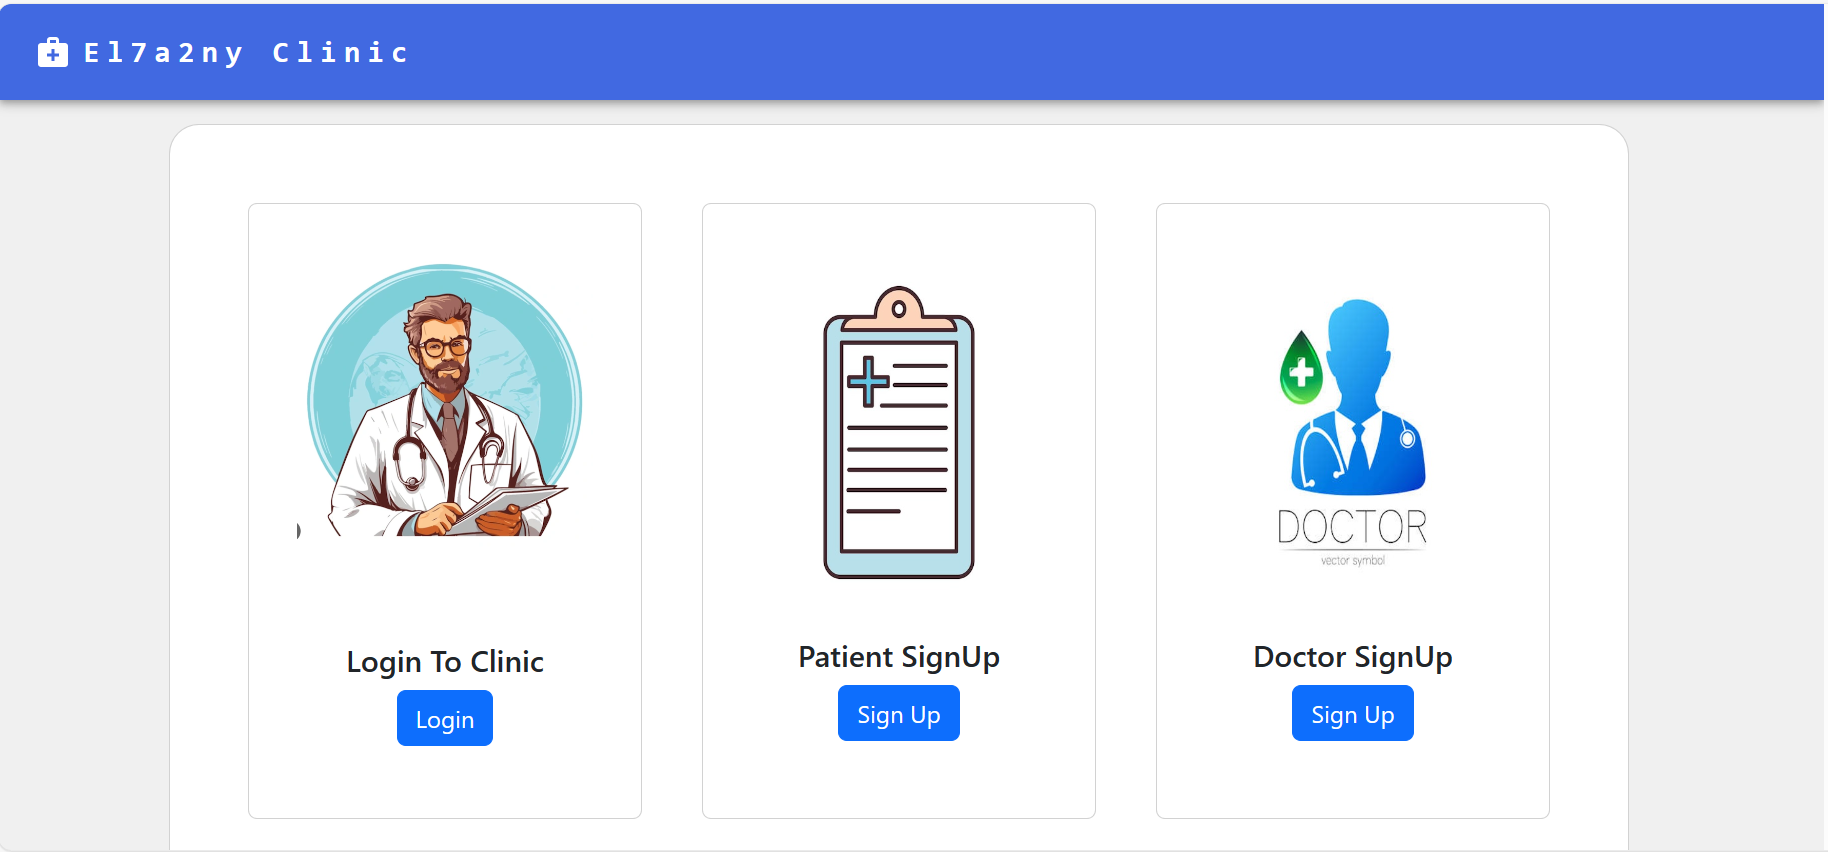 El7a2ny Clinic
DOCTOR
vector symbol
Login To Clinic
Login
Patient SignUp
Sign Up
Doctor SignUp
Sign Up